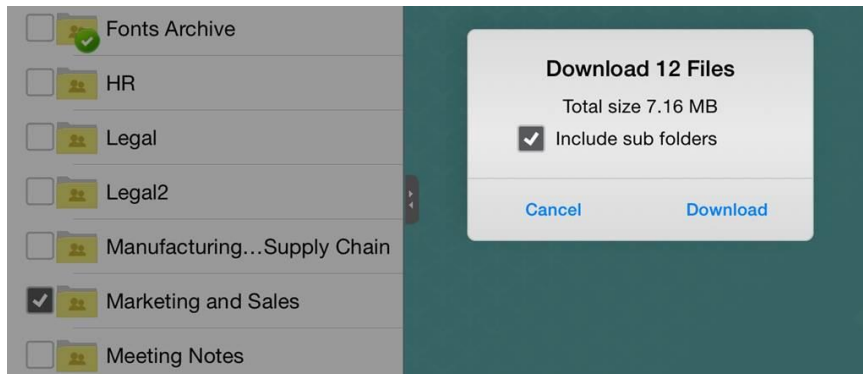 Fonts Archive
HR
Legal
Legal2
Manufacturing...Supply Chain
Marketing and Sales
Meeting Notes
Download 12 Files
Total size 7.16 MB
Include sub folders
Cancel
Download